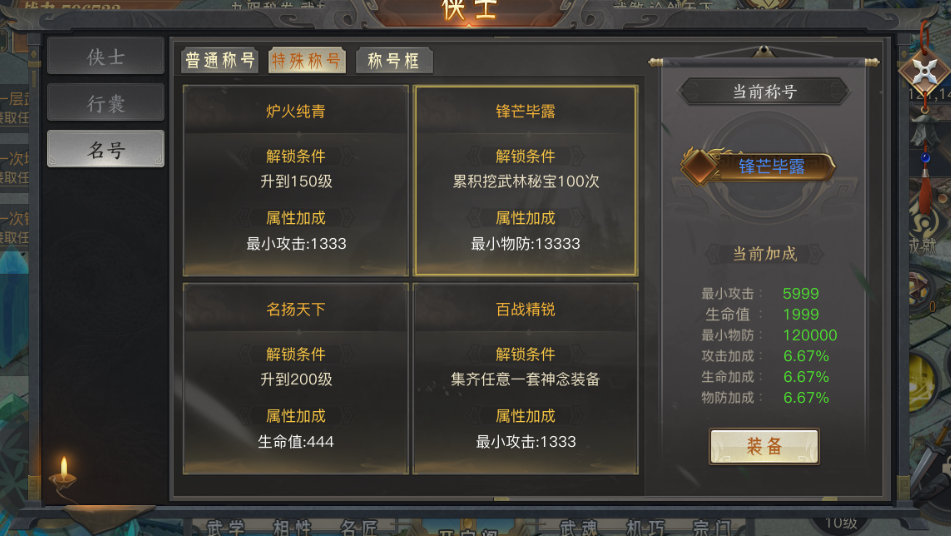 侠士
侠士
行囊
名号
普通称号
特殊称号
称号框
炉火纯青
解锁条件
升到150级
属性加成
最小攻击:1333
锋芒毕露
解锁条件
累积挖武林秘宝100次
属性加成
最小物防:13333
名扬天下
解锁条件
升到200级
属性加成
生命值:444
百战精锐
解锁条件
集齐任意一套神念装备
属性加成
最小攻击:1333
当前称号
锋芒毕露
当前加成
最小攻击: 5999
生命值: 1999
最小物防: 120000
攻击加成: 6.67%
生命加成: 6.67%
物防加成: 6.67%
装备
武学 相性 名匠 武魂 机巧 宗门
10级